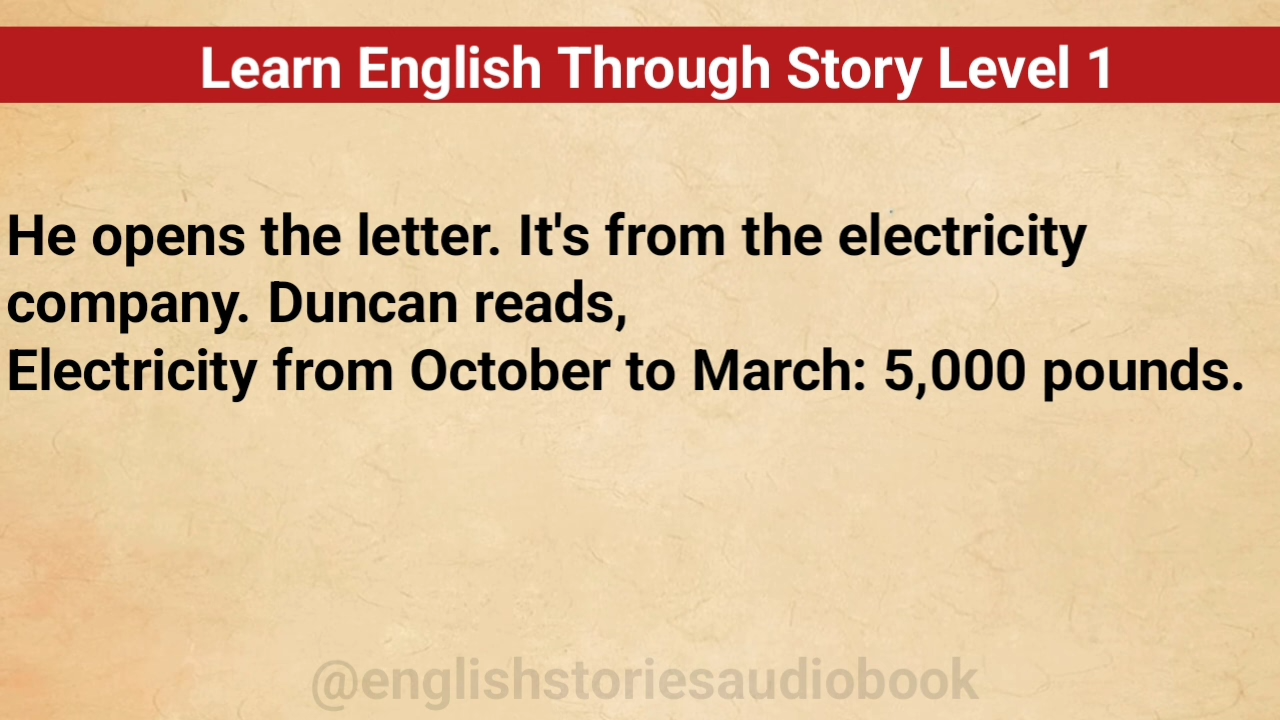 Learn English Through Story Level 1
He opens the letter. It's from the electricity
company. Duncan reads,
Electricity from October to March: 5,000 pounds.
@englishstoriesaudiobook